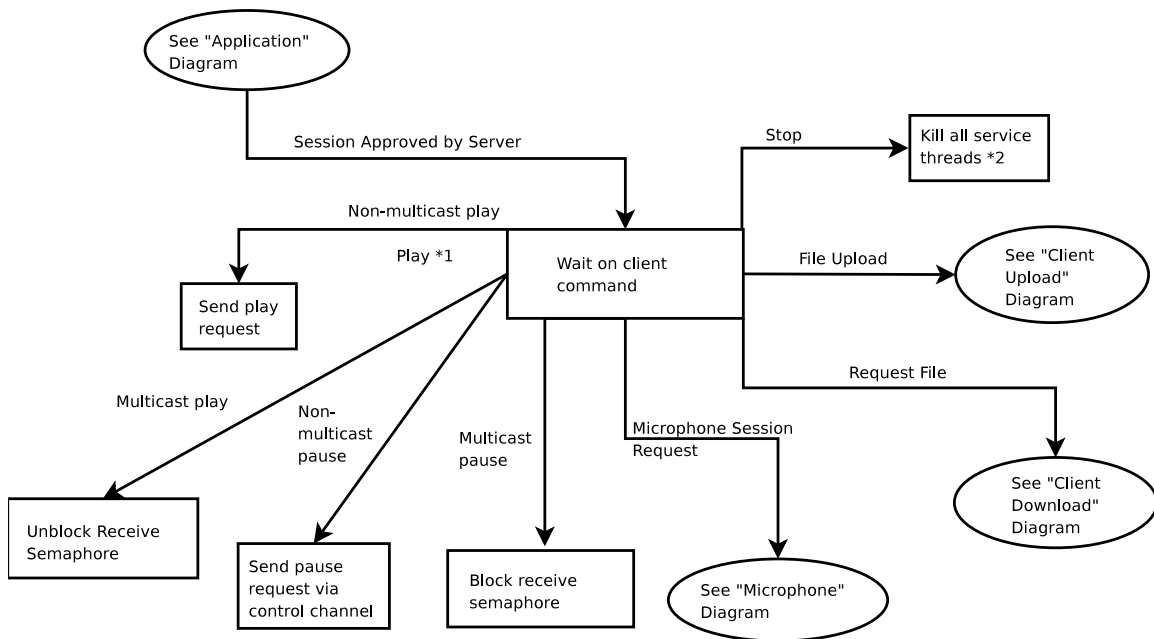 See "Application"
Diagram
Session Approved by Server
Stop
Kill all service
threads *2
Non-multicast play
Play *1
Wait on client
command
File Upload
See "Client
Upload"
Diagram
Send play
request
Request File
Multicast play
Non-
multicast
pause
Multicast
pause
Microphone Session
Request
See "Client
Download"
Diagram
Unblock Receive
Semaphore
Send pause
request via
control channel
Block receive
semaphore
See "Microphone"
Diagram